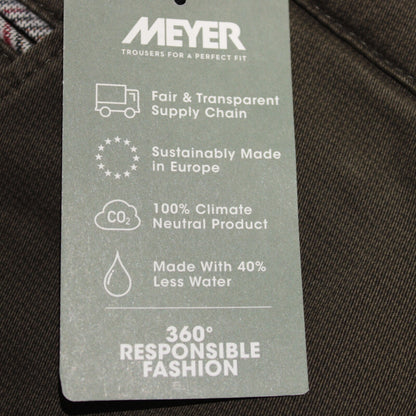 MEYER
TROUSERS FOR A PERFECT FIT
Fair & Transparent
Supply Chain
Sustainably Made
in Europe
CO2
100% Climate
Neutral Product
Made With 40%
Less Water
360°
RESPONSIBLE
FASHION